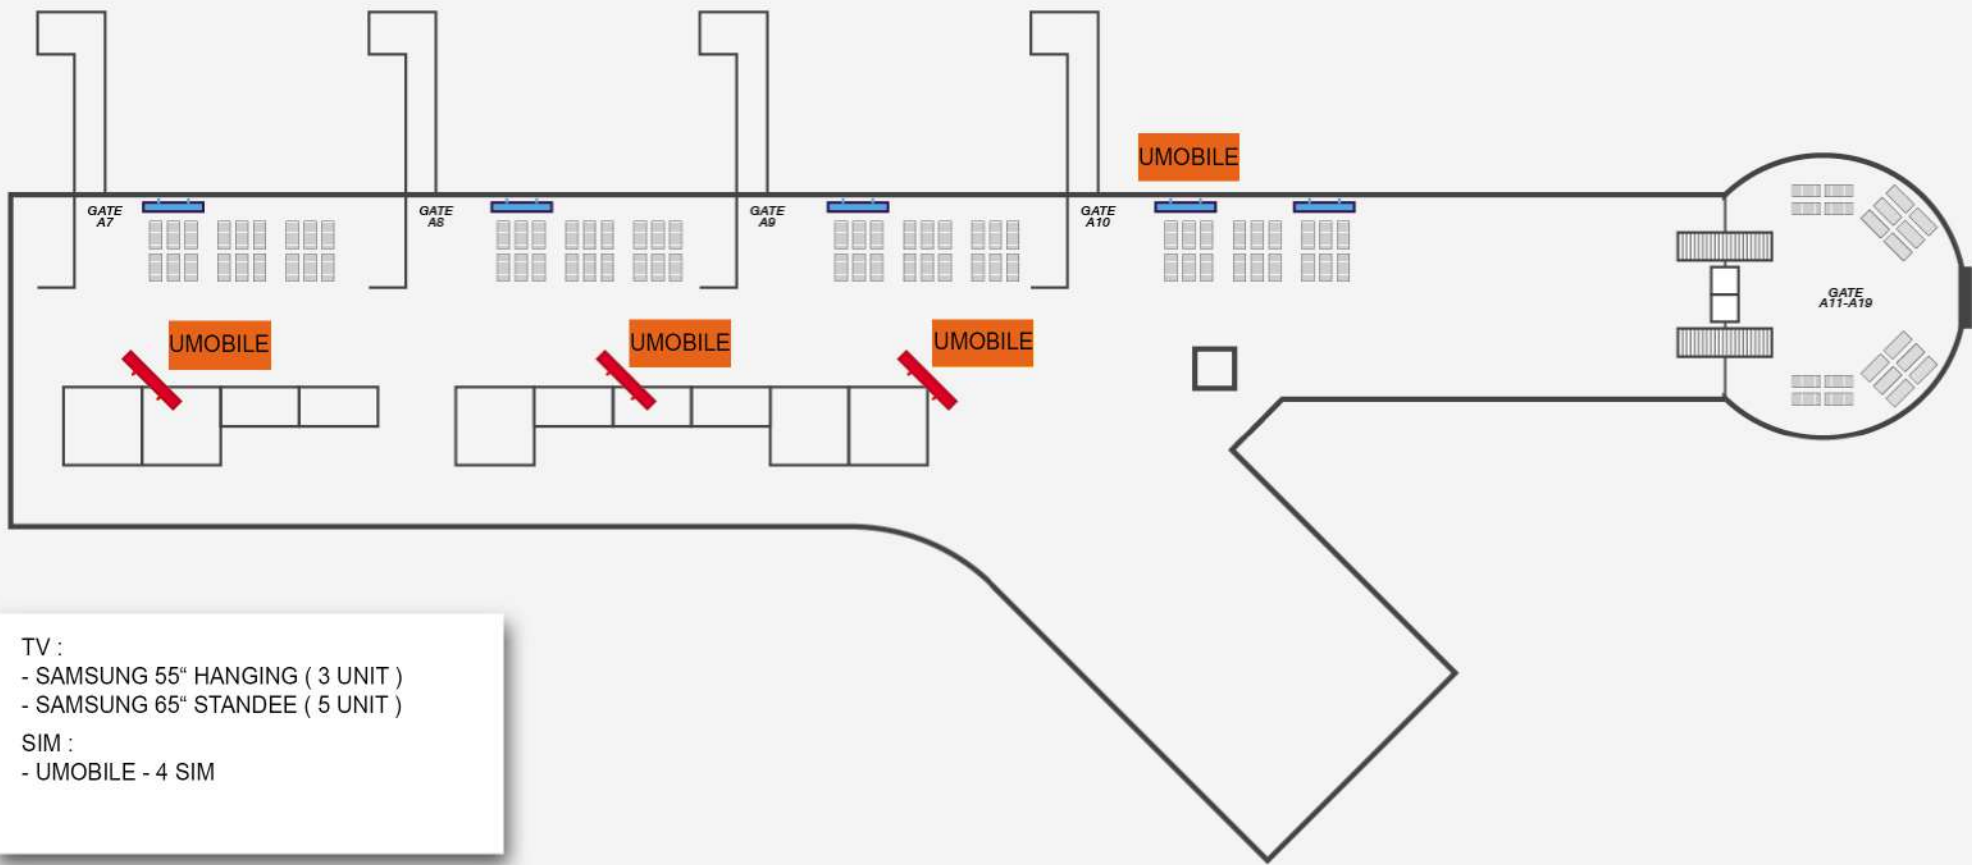 UMOBILE
GATE
A7
GATE
A8
GATE
A9
GATE
A10
GATE
A11-A19
UMOBILE
UMOBILE
UMOBILE
TV :
- SAMSUNG 55“ HANGING ( 3 UNIT )
- SAMSUNG 65“ STANDEE ( 5 UNIT )
SIM :
- UMOBILE - 4 SIM